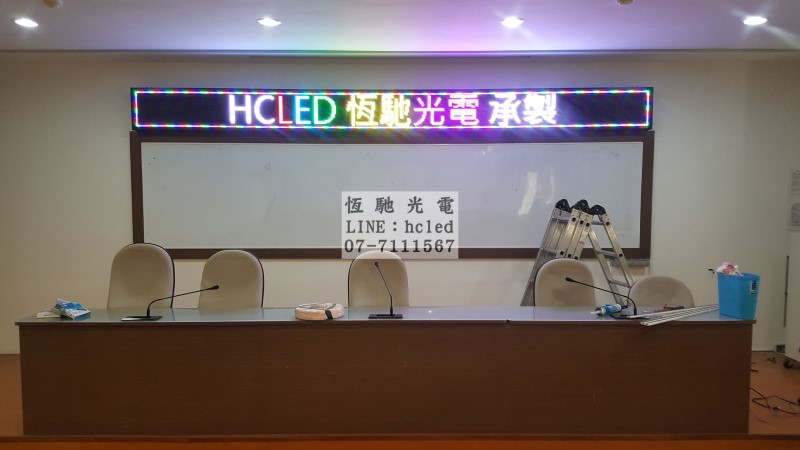 HCLED 恆馳光電 承製
恆馳光電
LINE:hcled
07-7111567